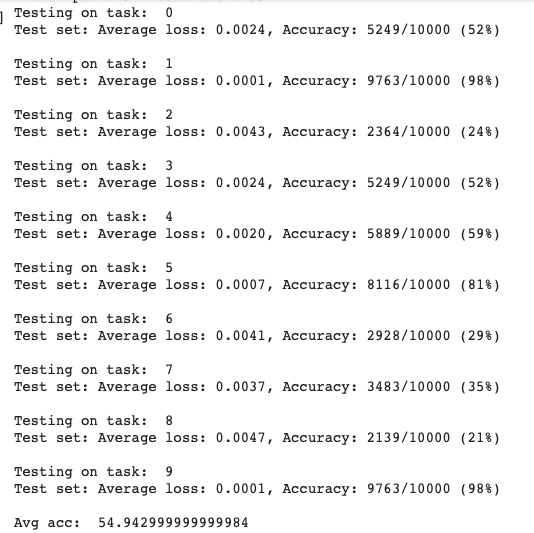 Testing on task:  0
Test set: Average loss: 0.0024, Accuracy: 5249/10000 (52%)
Testing on task:  1
Test set: Average loss: 0.0001, Accuracy: 9763/10000 (98%)
Testing on task:  2
Test set: Average loss: 0.0043, Accuracy: 2364/10000 (24%)
Testing on task:  3
Test set: Average loss: 0.0024, Accuracy: 5249/10000 (52%)
Testing on task:  4
Test set: Average loss: 0.0020, Accuracy: 5889/10000 (59%)
Testing on task:  5
Test set: Average loss: 0.0007, Accuracy: 8116/10000 (81%)
Testing on task:  6
Test set: Average loss: 0.0041, Accuracy: 2928/10000 (29%)
Testing on task:  7
Test set: Average loss: 0.0037, Accuracy: 3483/10000 (35%)
Testing on task:  8
Test set: Average loss: 0.0047, Accuracy: 2139/10000 (21%)
Testing on task:  9
Test set: Average loss: 0.0001, Accuracy: 9763/10000 (98%)
Avg acc:  54.942999999999984